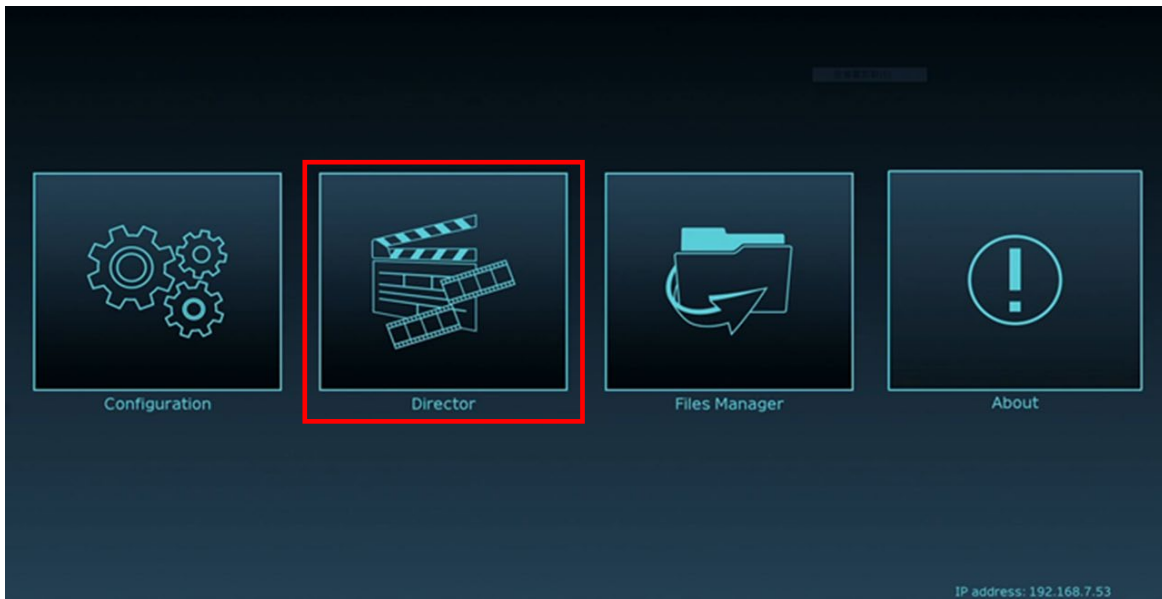 Configuration
Director
Files Manager
About
IP address: 192.168.7.53